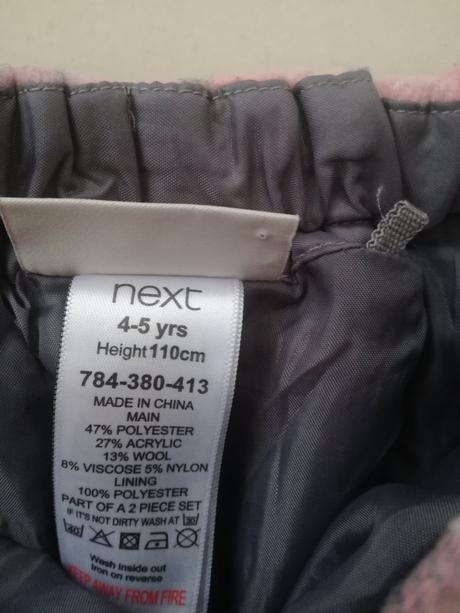 next
4-5 yrs
Height 110cm
784-380-413
MADE IN CHINA
MAIN
47% POLYESTER
27% ACRYLIC
13% WOOL
8% VISCOSE 5% NYLON
LINING
100% POLYESTER
PART OF A 2 PIECE SET
IF IT'S NOT DIRTY WASH AT 30
40
Wash inside out
Iron on reverse
KEEP AWAY FROM FIRE